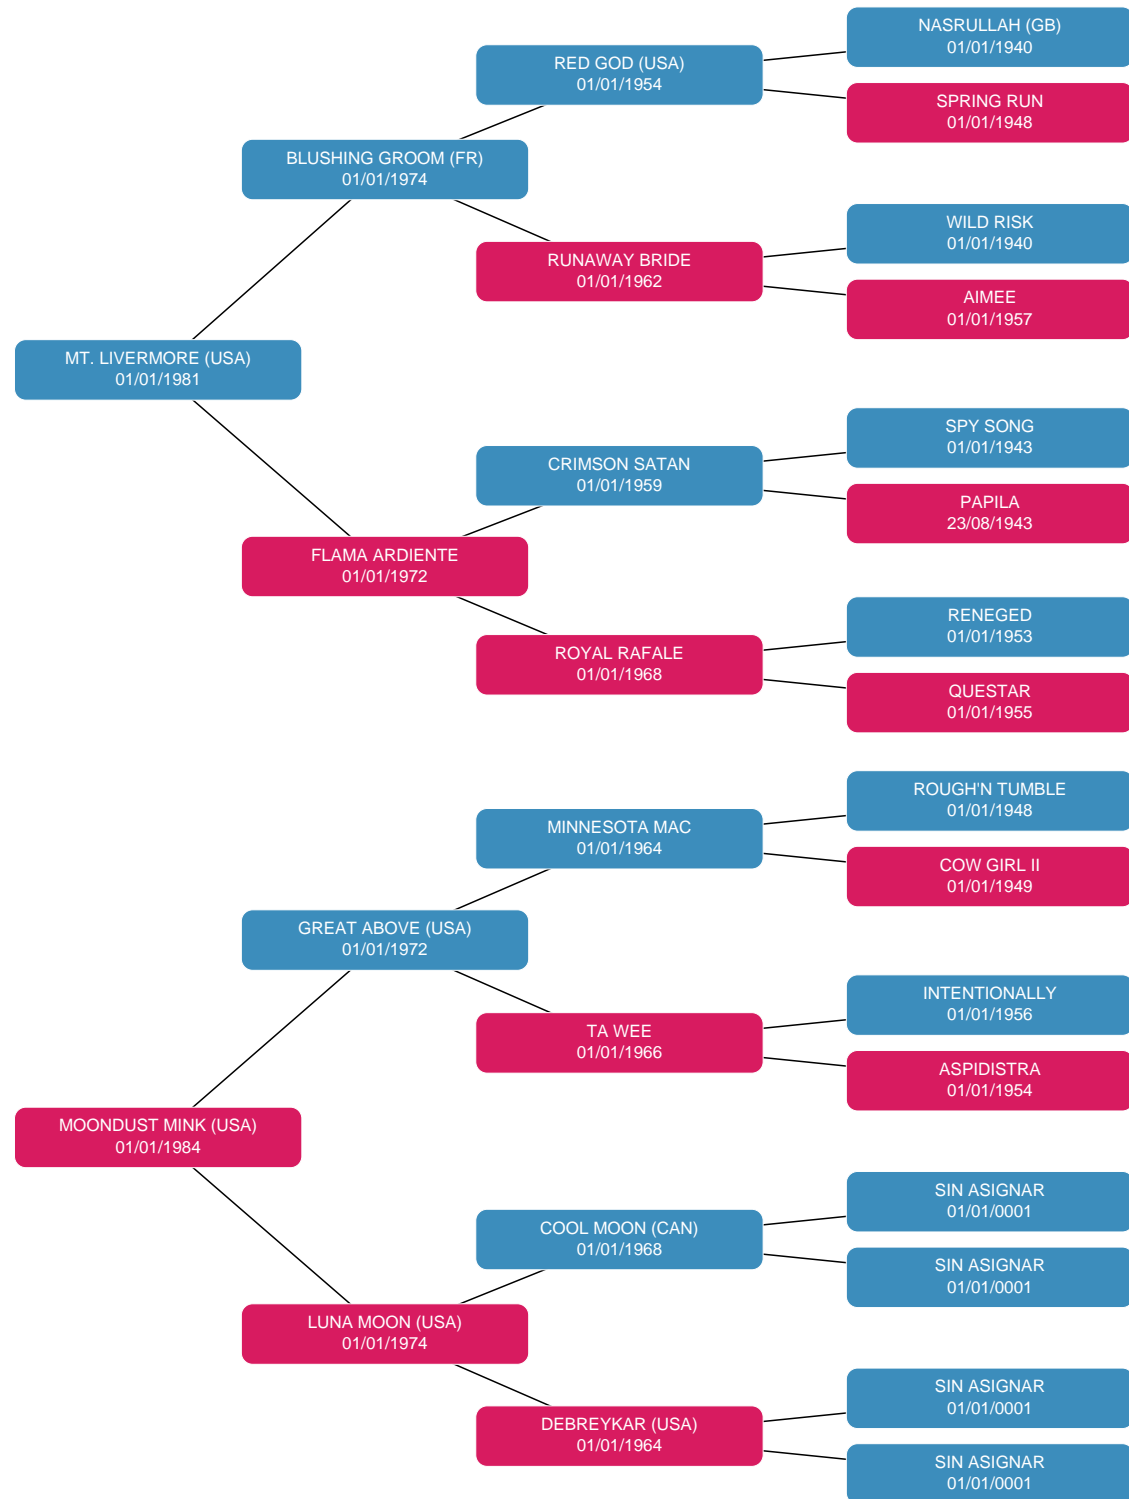 NASRULLAH (GB)
01/01/1940
RED GOD (USA)
01/01/1954
SPRING RUN
01/01/1948
BLUSHING GROOM (FR)
01/01/1974
WILD RISK
01/01/1940
RUNAWAY BRIDE
01/01/1962
AIMEE
01/01/1957
MT. LIVERMORE (USA)
01/01/1981
SPY SONG
01/01/1943
CRIMSON SATAN
01/01/1959
PAPILA
23/08/1943
FLAMA ARDIENTE
01/01/1972
RENEGED
01/01/1953
ROYAL RAFALE
01/01/1968
QUESTAR
01/01/1955
ROUGH'N TUMBLE
01/01/1948
MINNESOTA MAC
01/01/1964
COW GIRL II
01/01/1949
GREAT ABOVE (USA)
01/01/1972
INTENTIONALLY
01/01/1956
TA WEE
01/01/1966
ASPIDISTRA
01/01/1954
MOONDUST MINK (USA)
01/01/1984
SIN ASIGNAR
01/01/0001
COOL MOON (CAN)
01/01/1968
SIN ASIGNAR
01/01/0001
LUNA MOON (USA)
01/01/1974
SIN ASIGNAR
01/01/0001
DEBREYKAR (USA)
01/01/1964
SIN ASIGNAR
01/01/0001